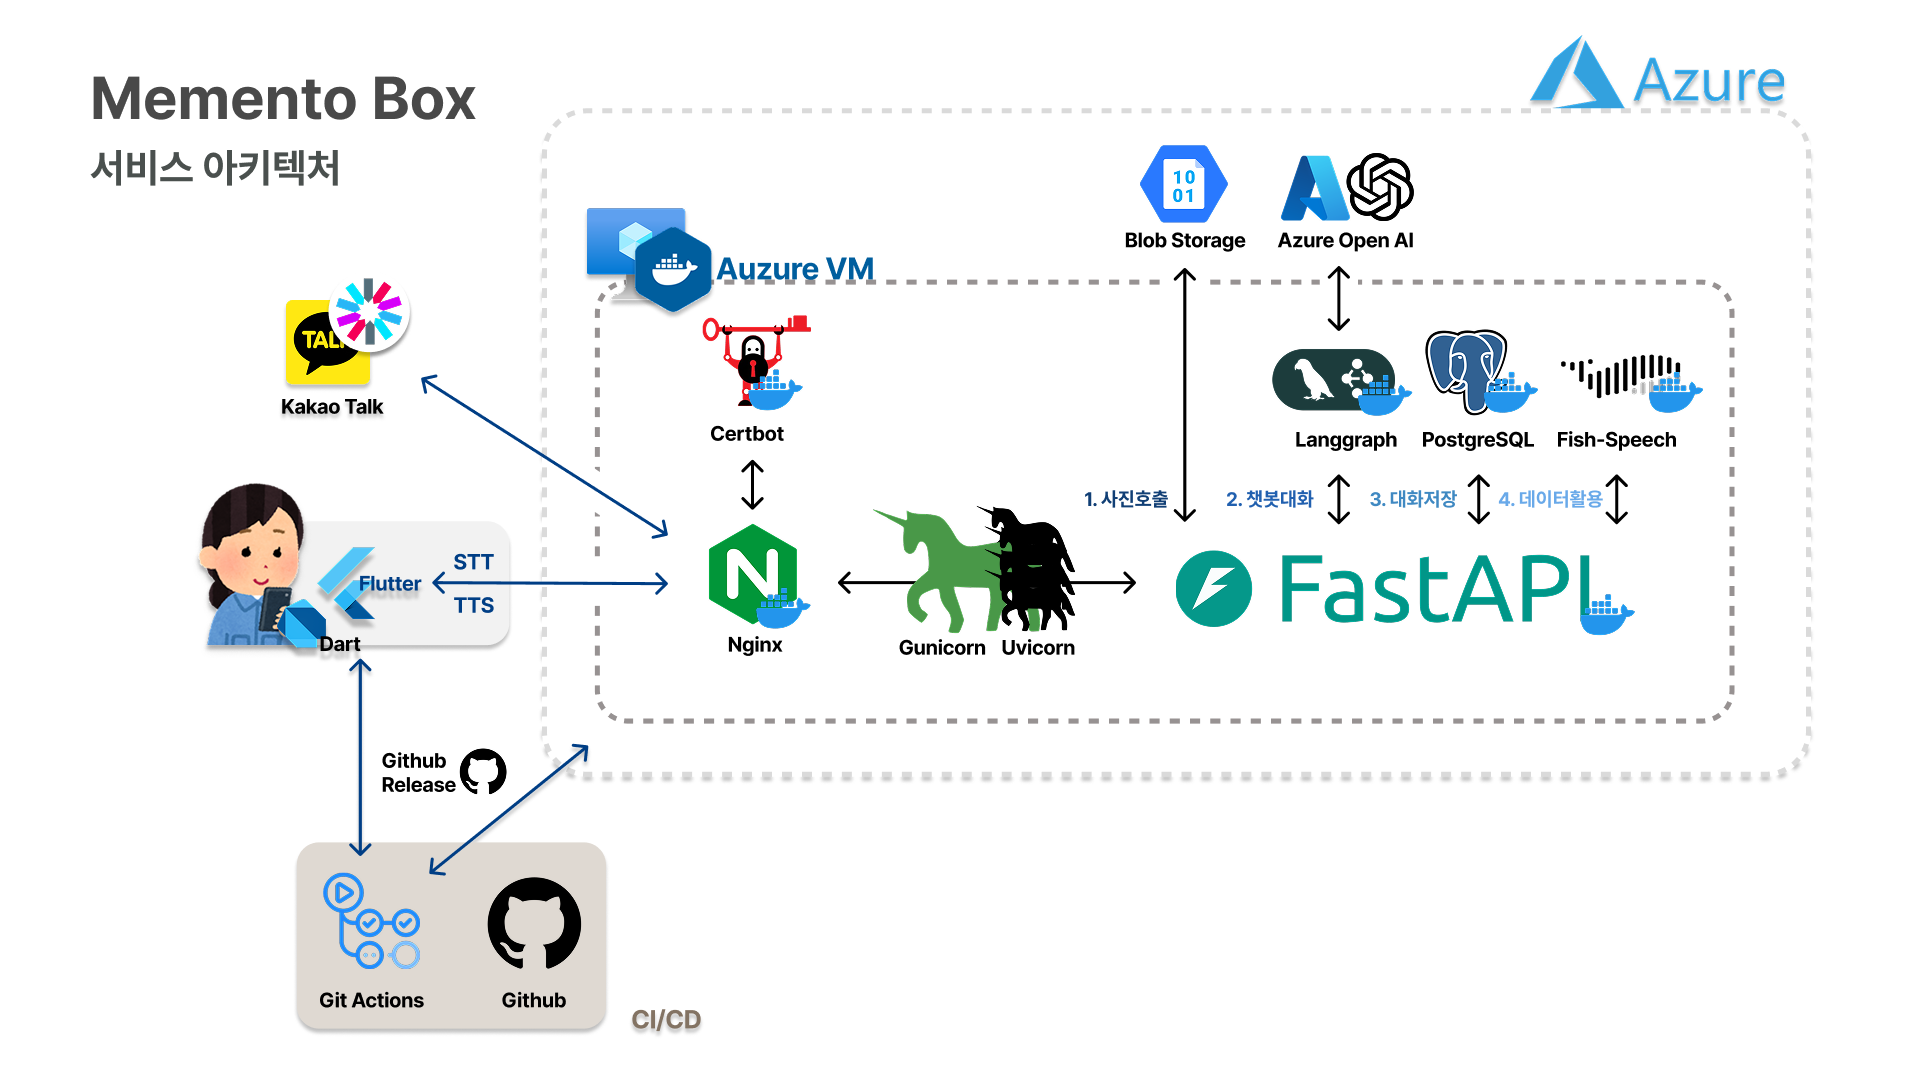 Memento Box
서비스 아키텍처
Azure
10
01
Blob Storage
Azure Open AI
Auzure VM
TALK
Kakao Talk
Certbot
Langgraph
PostgreSQL
Fish-Speech
1. 사진호출
2. 챗봇대화
3. 대화저장
4. 데이터활용
STT
Flutter
TTS
Dart
N
Nginx
Gunicorn
Uvicorn
FastAPI
Github
Release
Git Actions
Github
CI/CD